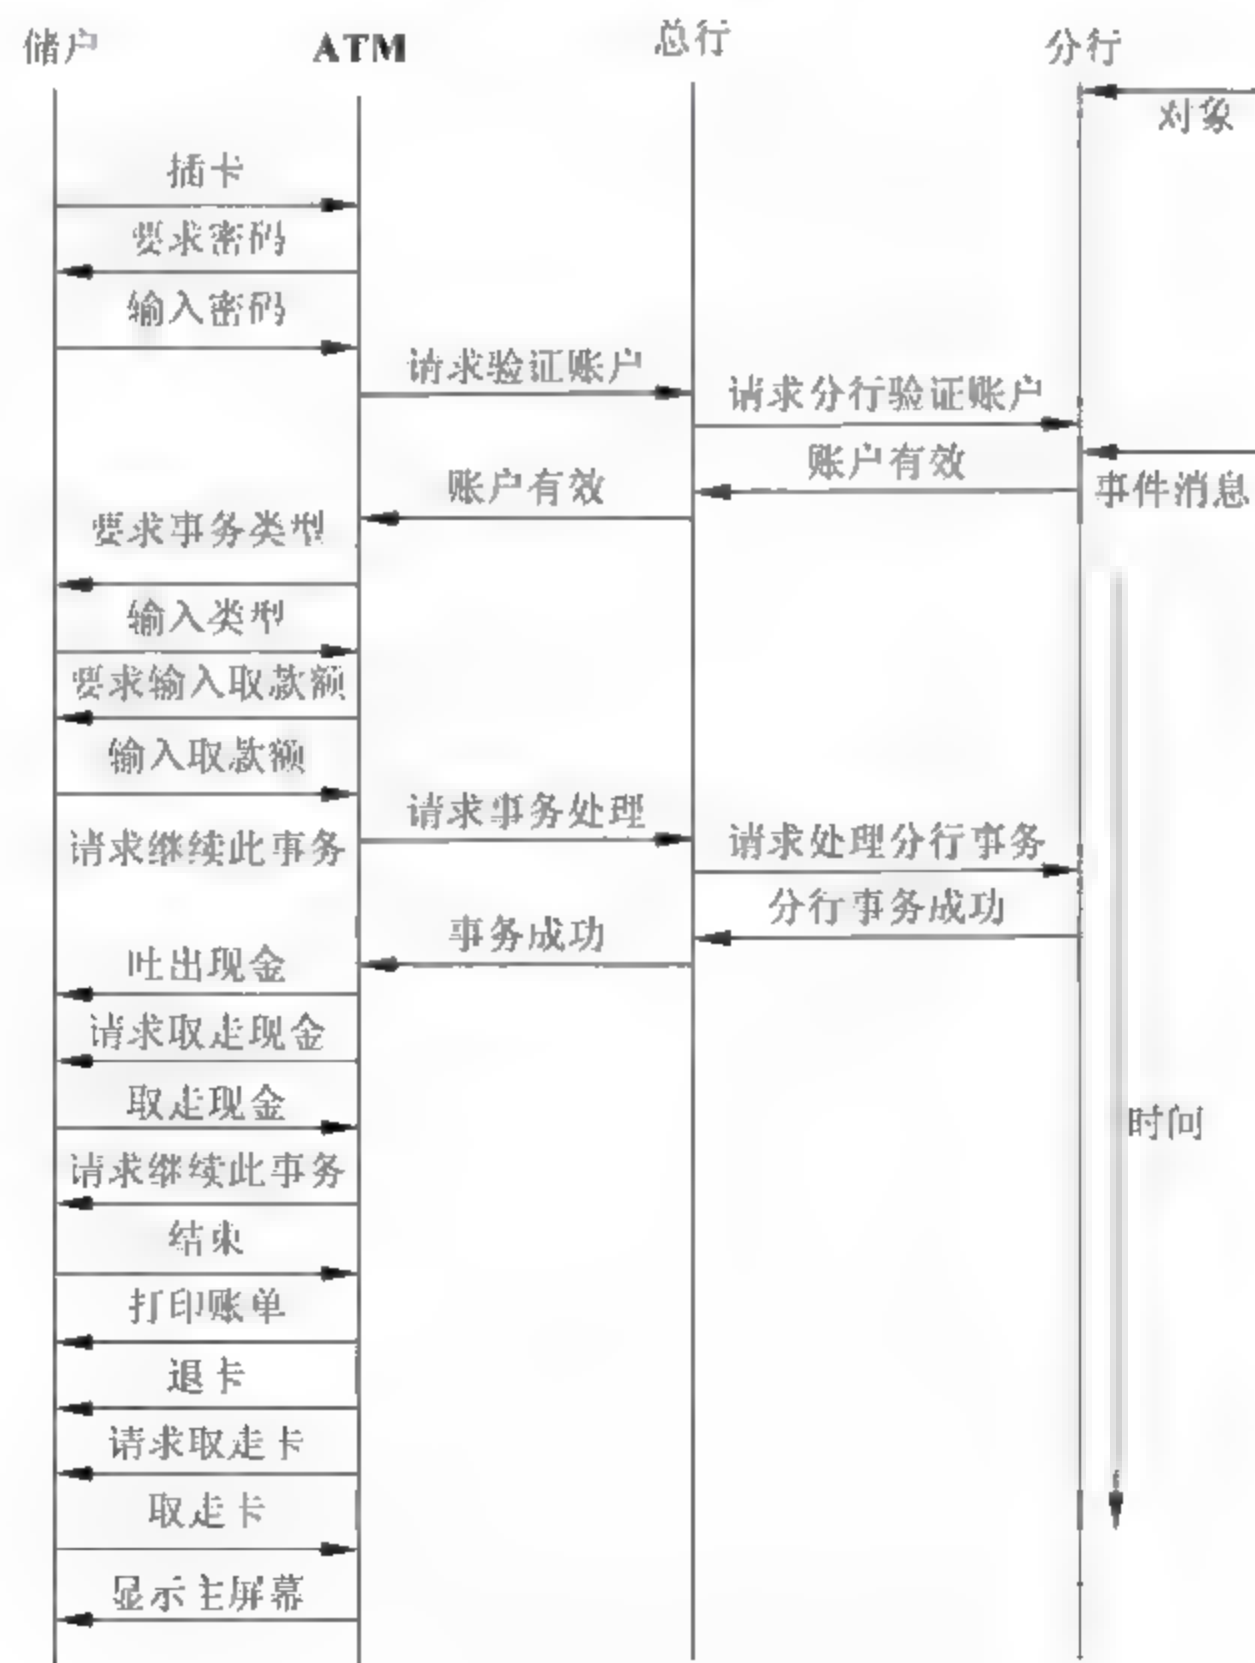 储户
ATM
总行
分行
对象
插卡
要求密码
输入密码
请求验证账户
请求分行验证账户
账户有效
账户有效
事件消息
要求事务类型
输入类型
要求输入取款额
输入取款额
请求事务处理
请求处理分行事务
请求继续此事务
分行事务成功
事务成功
吐出现金
请求取走现金
取走现金
时间
请求继续此事务
结束
打印账单
退卡
请求取走卡
取走卡
显示主屏幕